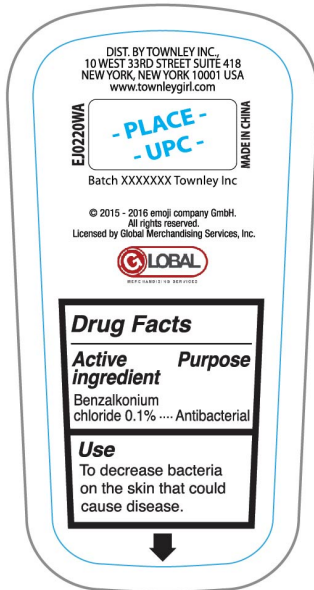 DIST. BY TOWNLEY INC.,
10 WEST 33RD STREET SUITE 418
NEW YORK, NEW YORK 10001 USA
www.townleygirl.com
EJ0220WA
- PLACE -
- UPC -
MADE IN CHINA
Batch XXXXXXX Townley Inc
© 2015 - 2016 emoji company GmbH.
All rights reserved.
Licensed by Global Merchandising Services, Inc.
GLOBAL
MERCHANDISING SERVICES
Drug Facts
Active Purpose
ingredient
Benzalkonium
chloride 0.1% ···· Antibacterial
Use
To decrease bacteria
on the skin that could
cause disease.